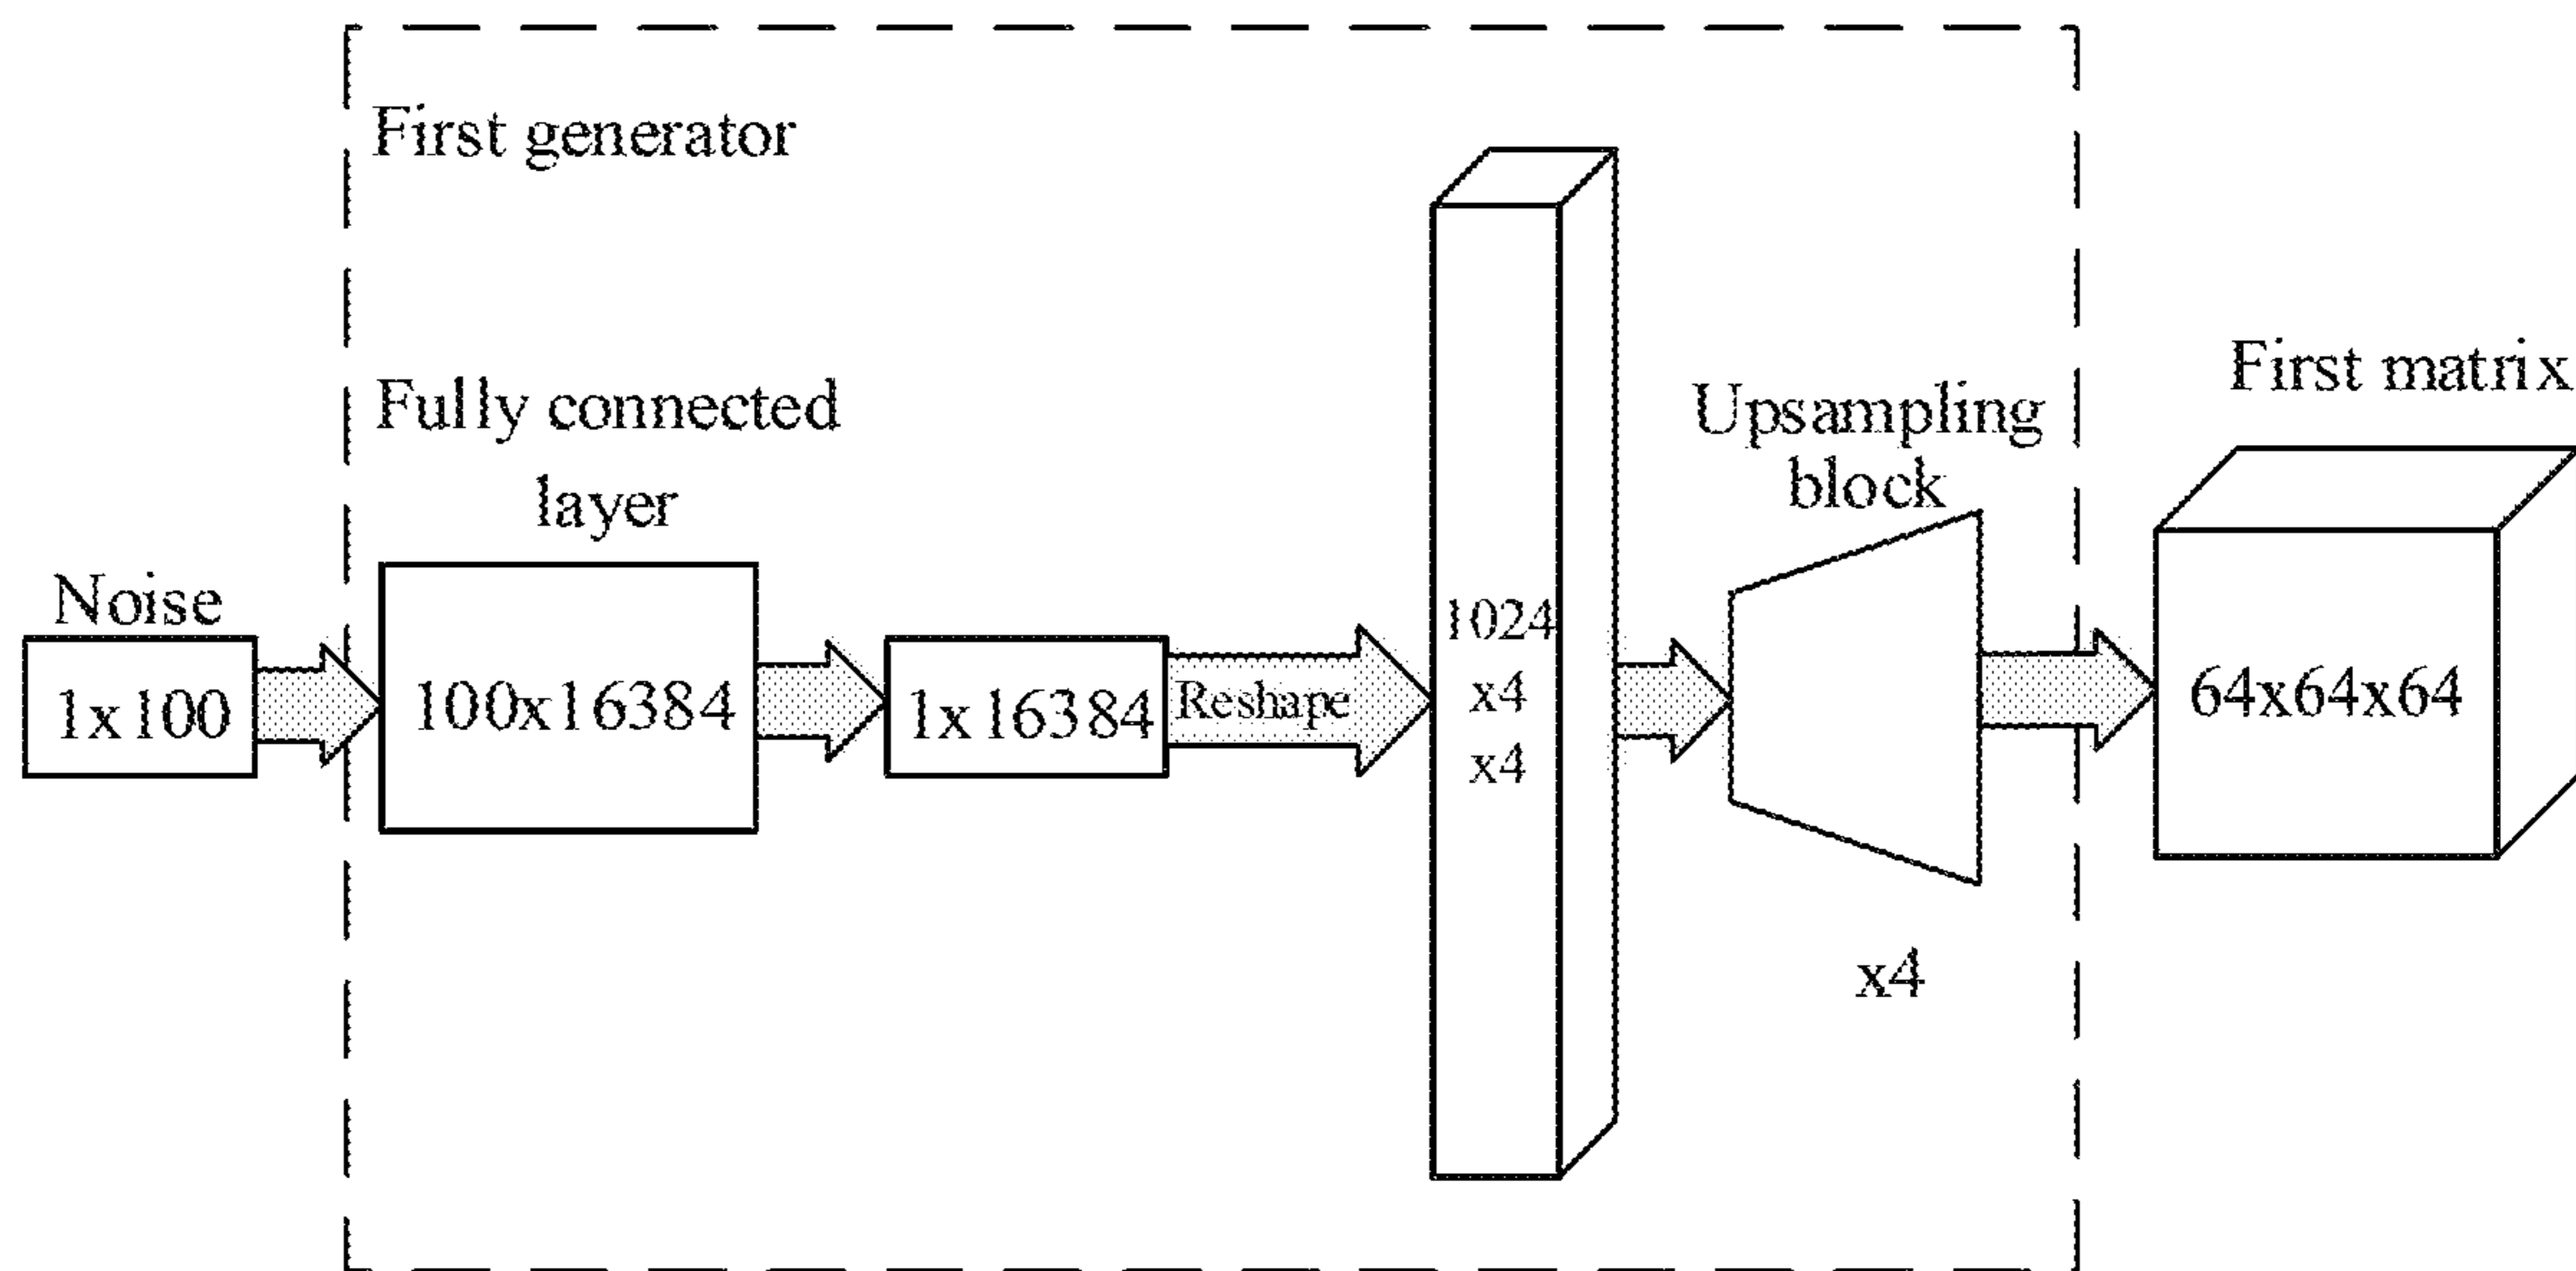 First generator
Fully connected
layer
Noise
1x100
100x16384
1x16384
Reshape
1024
x4
x4
Upsampling
block
x4
First matrix
64x64x64